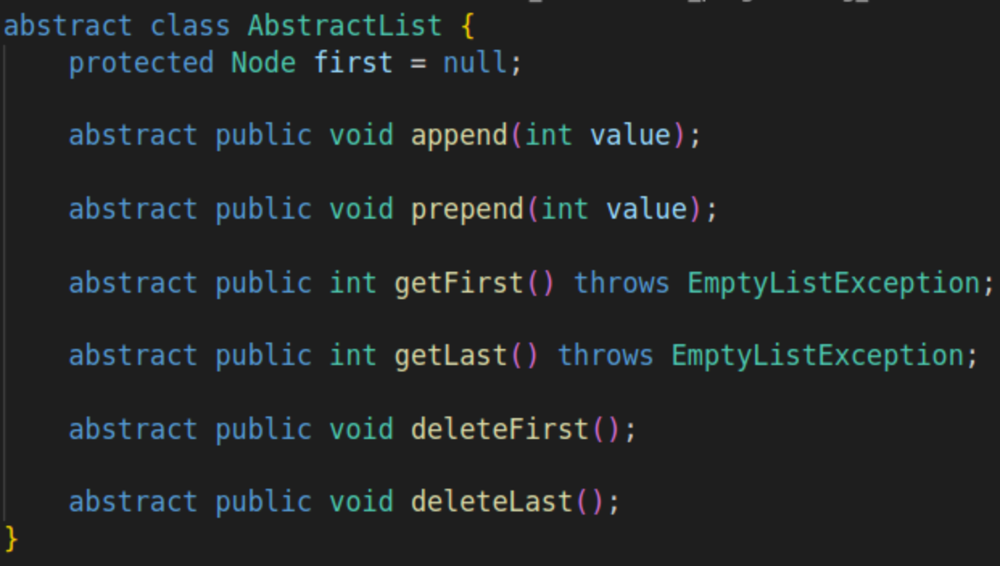 abstract class AbstractList {
    protected Node first = null;
    abstract public void append(int value);
    abstract public void prepend(int value);
    abstract public int getFirst() throws EmptyListException;
    abstract public int getLast() throws EmptyListException;
    abstract public void deleteFirst();
    abstract public void deleteLast();
}